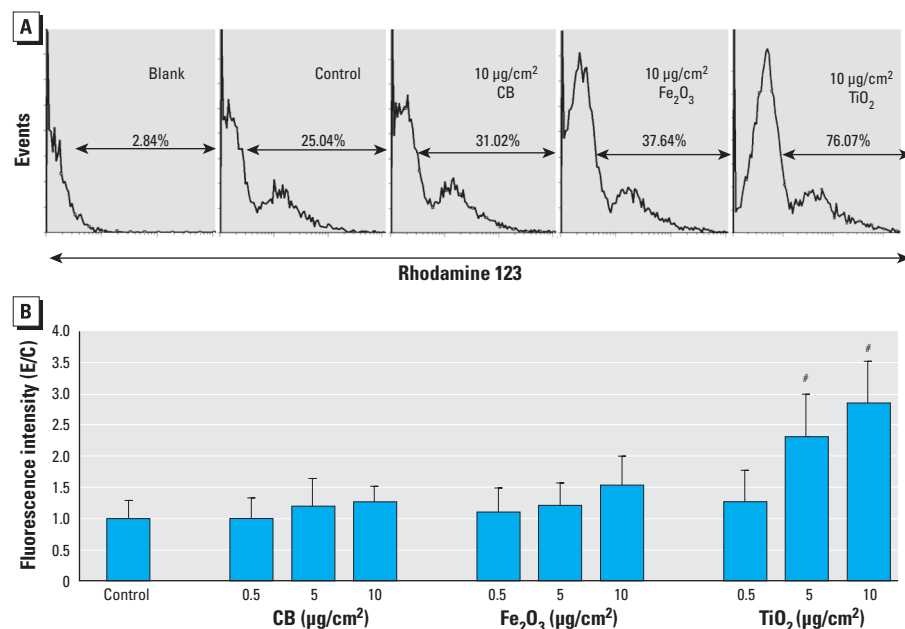 A
Blank
Control
10 µg/cm²
CB
10 µg/cm²
Fe₂O₃
10 µg/cm²
TiO₂
2.84%
25.04%
31.02%
37.64%
76.07%
Events
Rhodamine 123
B
Fluorescence intensity (E/C)
4.0
3.5
3.0
2.5
2.0
1.5
1.0
0.5
0
#
#
Control
0.5 5 10
0.5 5 10
0.5 5 10
CB (µg/cm²)
Fe₂O₃ (µg/cm²)
TiO₂ (µg/cm²)